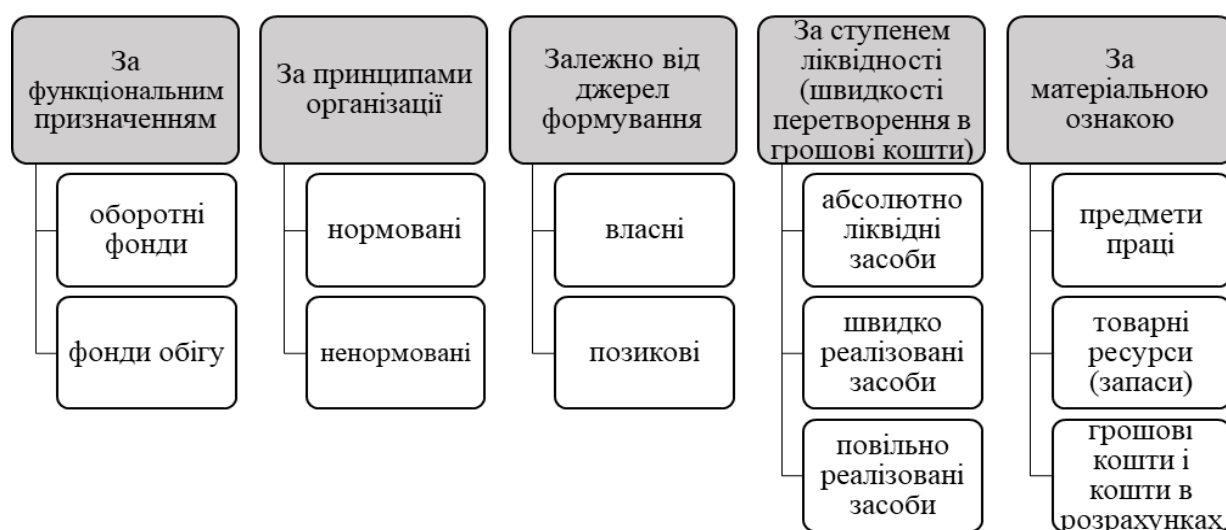 За
функціональним
призначенням
оборотні
фонди
фонди обігу
За принципами
організації
нормовані
ненормовані
Залежно від
джерел
формування
власні
позикові
За ступенем
ліквідності
(швидкості
перетворення в
грошові кошти)
абсолютно
ліквідні
засоби
швидко
реалізовані
засоби
повільно
реалізовані
засоби
За
матеріальною
ознакою
предмети
праці
товарні
ресурси
(запаси)
грошові
кошти і
кошти в
розрахунках